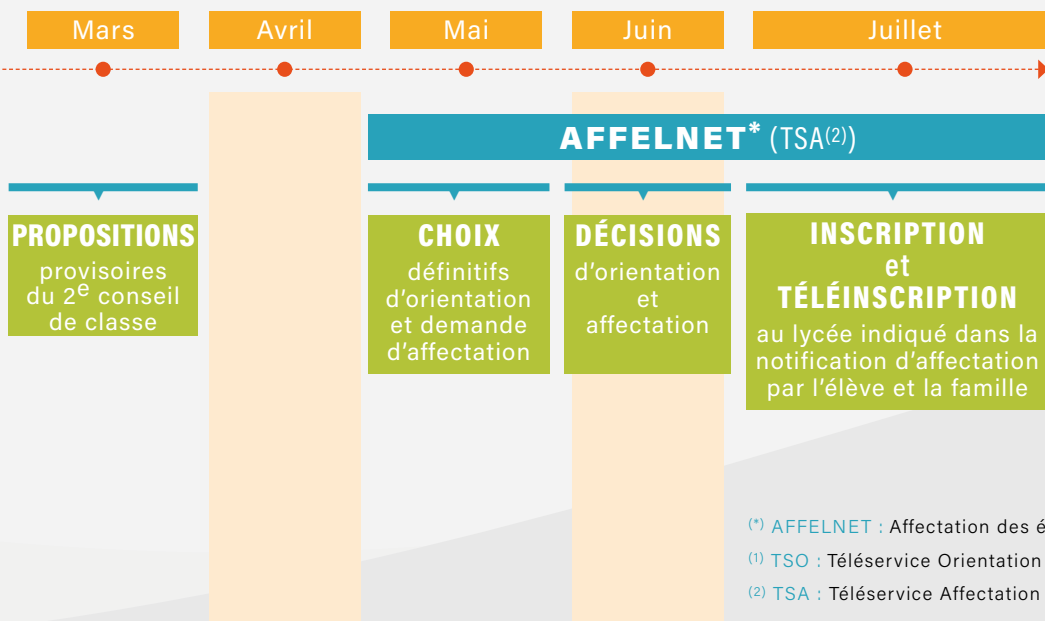 Mars
Avril
Mai
Juin
Juillet
AFFELNET* (TSA(2))
PROPOSITIONS
provisoires
du 2e conseil
de classe
CHOIX
définitifs
d'orientation
et demande
d'affectation
DÉCISIONS
d'orientation
et
affectation
INSCRIPTION
et
TÉLÉINSCRIPTION
au lycée indiqué dans la
notification d'affectation
par l'élève et la famille
(*) AFFELNET : Affectation des é
(1) TSO : Téléservice Orientation
(2) TSA : Téléservice Affectation